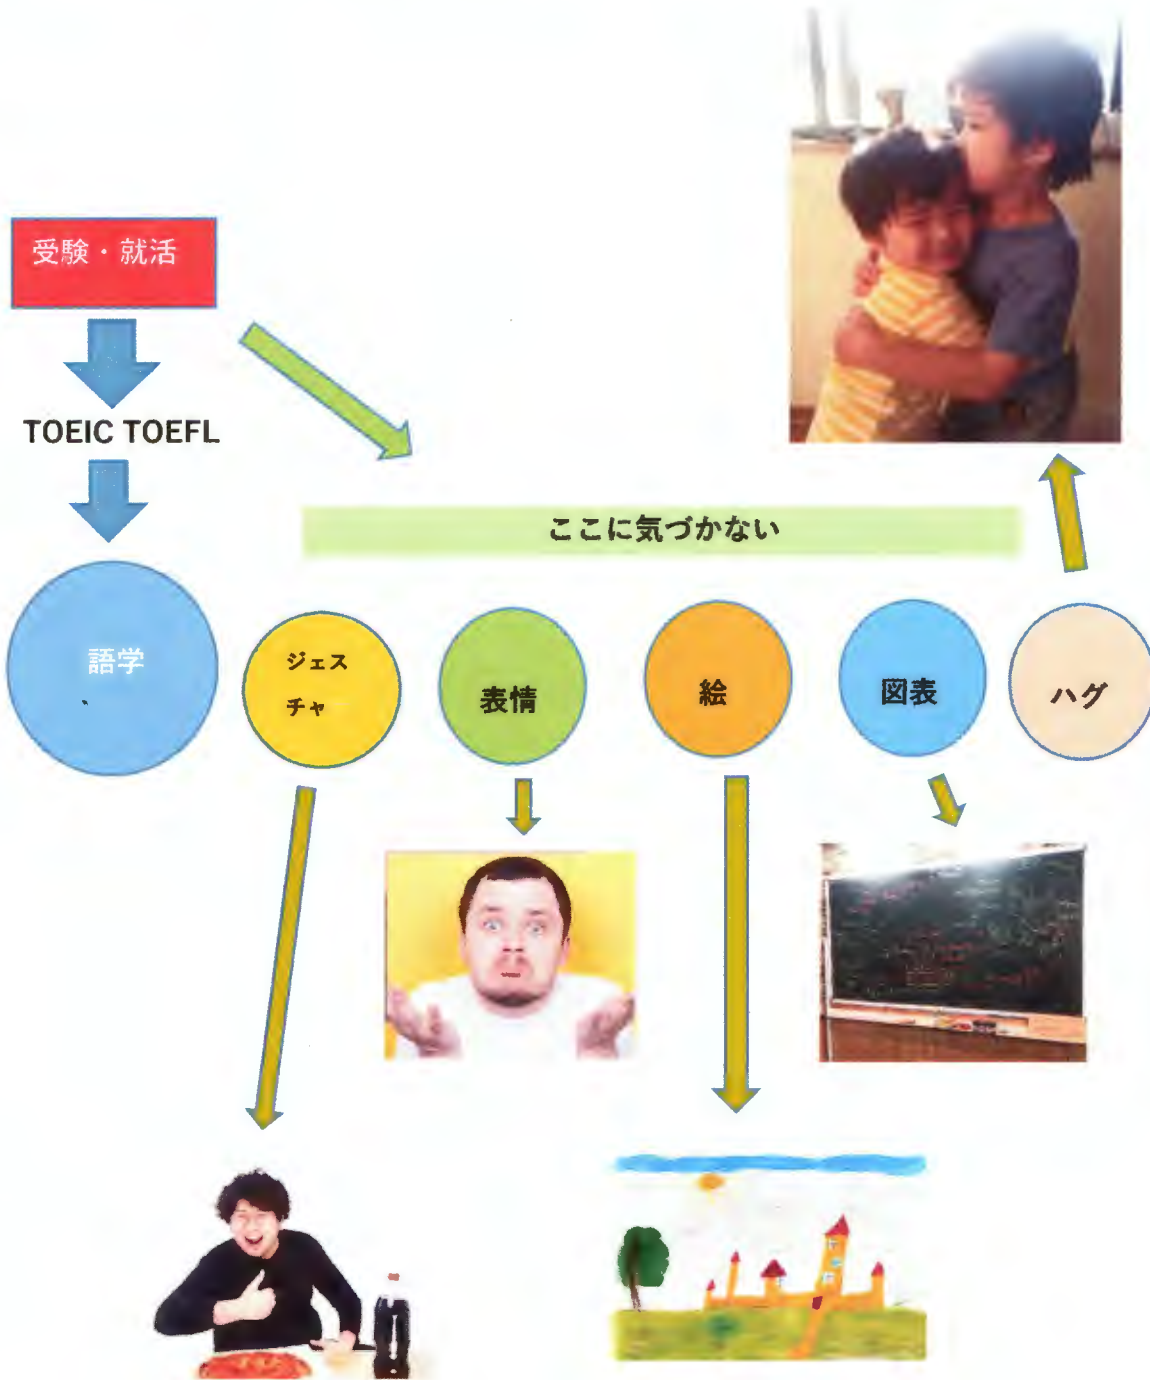 受験・就活
TOEIC TOEFL
ここに気づかない
語学
ジェス
チャ
表情
絵
図表
ハグ